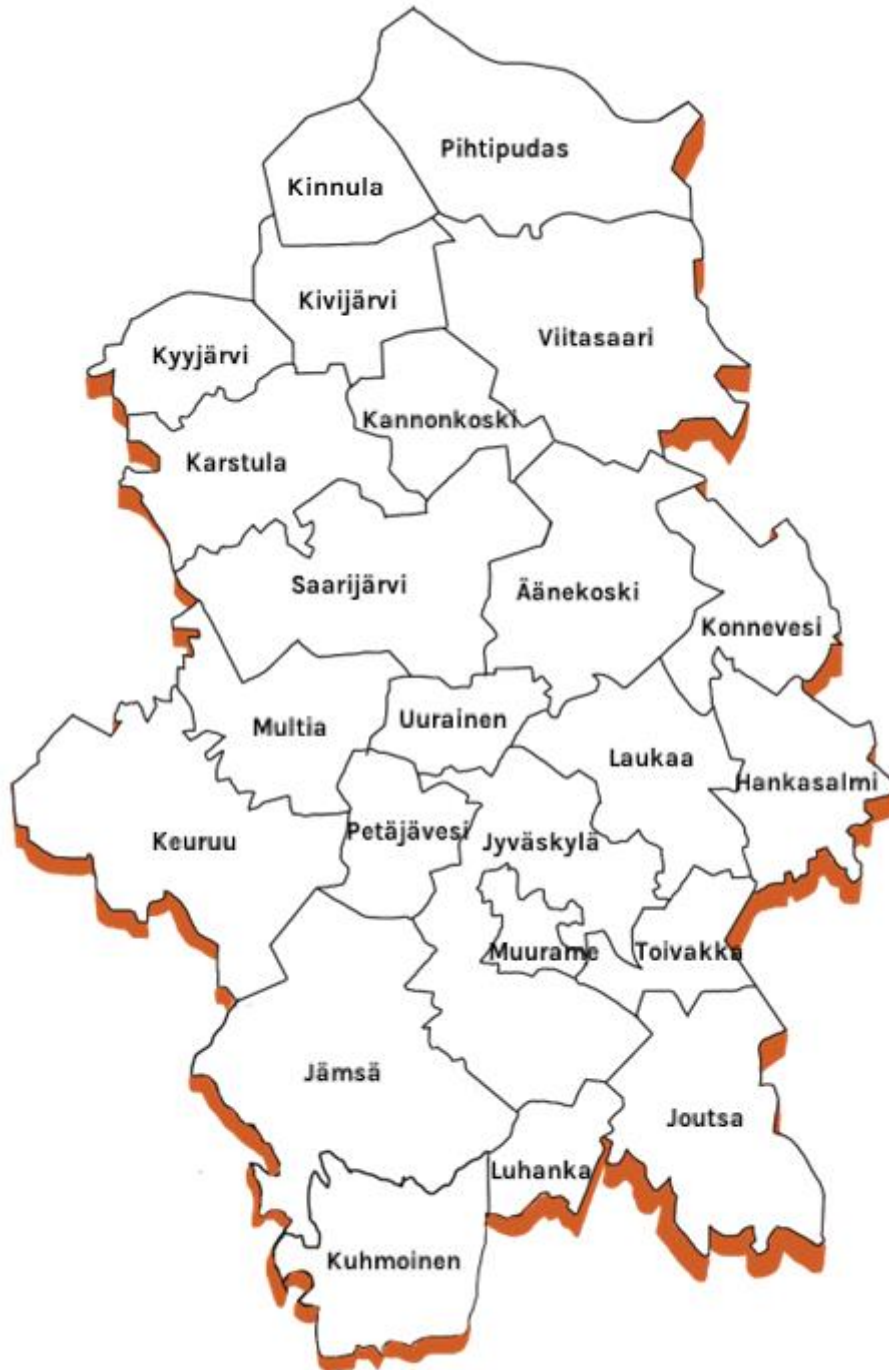 Pihtipudas
Kinnula
Kivijärvi
Viitasaari
Kyyjärvi
Kannonkoski
Karstula
Saarijärvi
Äänekoski
Konnevesi
Multia
Uurainen
Laukaa
Hankasalmi
Keuruu
Petäjävesi
Jyväskylä
Muurame
Toivakka
Jämsä
Joutsa
Luhanka
Kuhmoinen